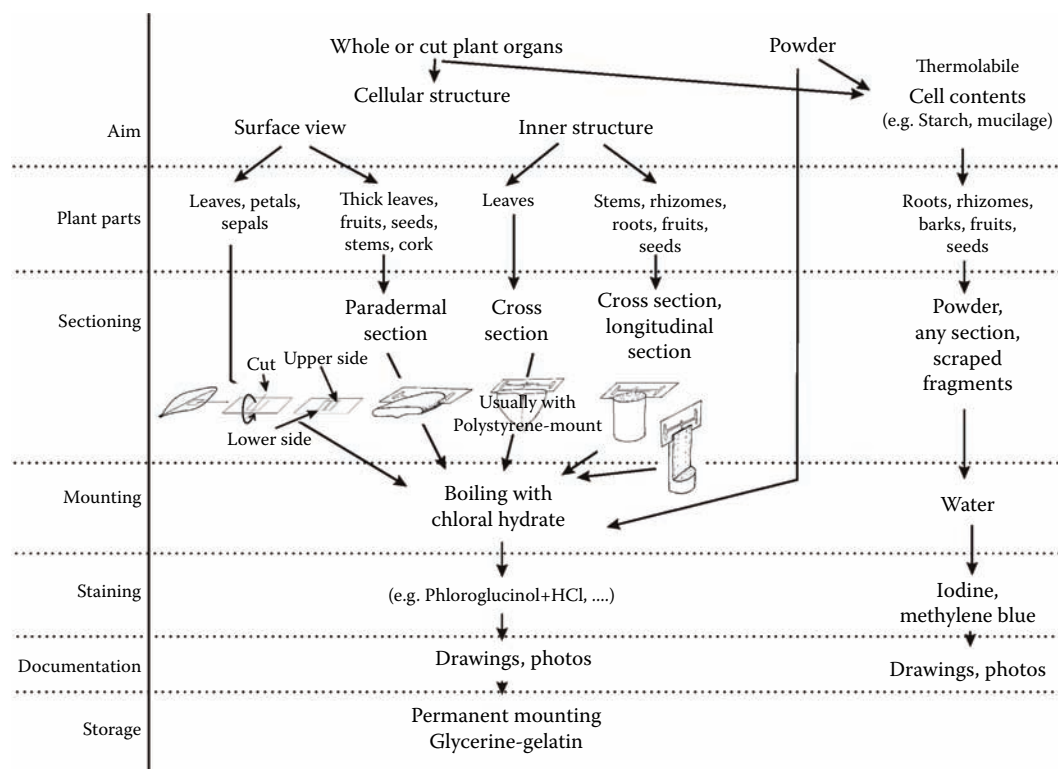 Whole or cut plant organs
Powder
Thermolabile
Cellular structure
Cell contents
(e.g. Starch, mucilage)
Aim
Surface view
Inner structure
Plant parts
Leaves, petals,
sepals
Thick leaves,
fruits, seeds,
stems, cork
Leaves
Stems, rhizomes,
roots, fruits,
seeds
Roots, rhizomes,
barks, fruits,
seeds
Sectioning
Paradermal
section
Cross
section
Cross section,
longitudinal
section
Powder,
any section,
scraped
fragments
Cut
Upper side
Lower side
Usually with
Polystyrene-mount
Mounting
Boiling with
chloral hydrate
Water
Staining
(e.g. Phloroglucinol+HCl, ....)
Iodine,
methylene blue
Documentation
Drawings, photos
Drawings, photos
Storage
Permanent mounting
Glycerine-gelatin